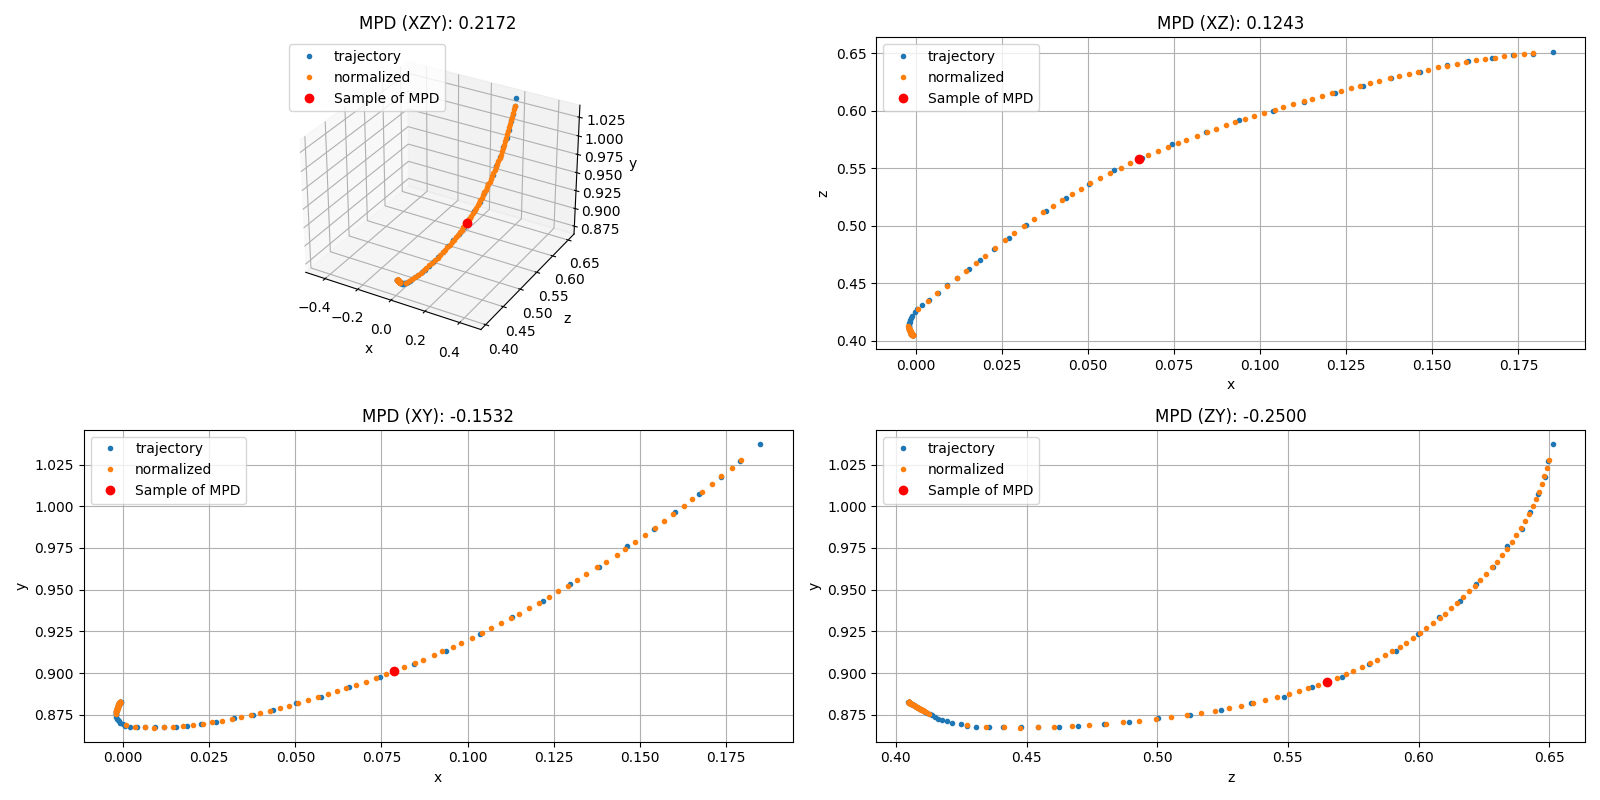 MPD (XZY): 0.2172
trajectory
normalized
Sample of MPD
1.025
1.000
0.975
0.950
0.925
0.900
0.875
y
−0.4
−0.2
0.0
0.2
0.4
x
0.40
0.45
0.50
0.55
0.60
0.65
z
MPD (XZ): 0.1243
trajectory
normalized
Sample of MPD
0.65
0.60
0.55
0.50
0.45
0.40
z
0.000 0.025 0.050 0.075 0.100 0.125 0.150 0.175
x
MPD (XY): -0.1532
trajectory
normalized
Sample of MPD
1.025
1.000
0.975
0.950
0.925
0.900
0.875
y
0.000 0.025 0.050 0.075 0.100 0.125 0.150 0.175
x
MPD (ZY): -0.2500
trajectory
normalized
Sample of MPD
1.025
1.000
0.975
0.950
0.925
0.900
0.875
y
0.40 0.45 0.50 0.55 0.60 0.65
z